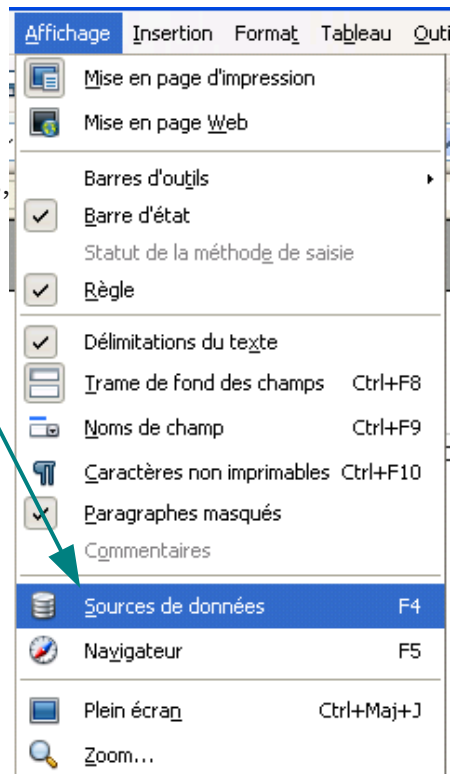 Affichage Insertion Format Tableau Outi
Mise en page d'impression
Mise en page Web
Barres d'outils
,
Barre d'état
Statut de la méthode de saisie
Règle
Délimitations du texte
Trame de fond des champs Ctrl+F8
Noms de champ Ctrl+F9
Caractères non imprimables Ctrl+F10
Paragraphes masqués
Commentaires
Sources de données F4
Navigateur F5
Plein écran Ctrl+Maj+J
Zoom...